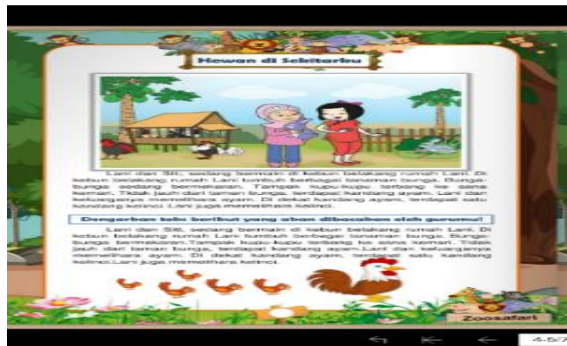 Hewan di Sekitarku
Lani dan Siti, sedang bermain di kebun belakang rumah Lani. Di
kebun belakang rumah Lani tumbuh berbagai tanaman bunga. Bunga-
bunga sedang bermekaran. Tampak kupu-kupu terbang ke sana
kemari. Tidak jauh dari taman bunga, terdapat kandang ayam. Lani dan
keluarganya memelihara ayam. Di dekat kandang ayam, terdapat satu
kandang kelinci. Lani juga memelihara kelinci.
Dengarkan teks berikut yang akan dibacakan oleh gurumu!
Lani dan Siti, sedang bermain di kebun belakang rumah Lani. Di
kebun belakang rumah Lani tumbuh berbagai tanaman bunga. Bunga-
bunga bermekaran.Tampak kupu-kupu terbang ke sana kemari. Tidak
jauh dari taman bunga, terdapat kandang ayam.Lani dan keluarganya
memelihara ayam. Di dekat kandang ayam, terdapat satu kandang
kelinci.Lani juga memelihara kelinci.
Zoosafari
4-5/7